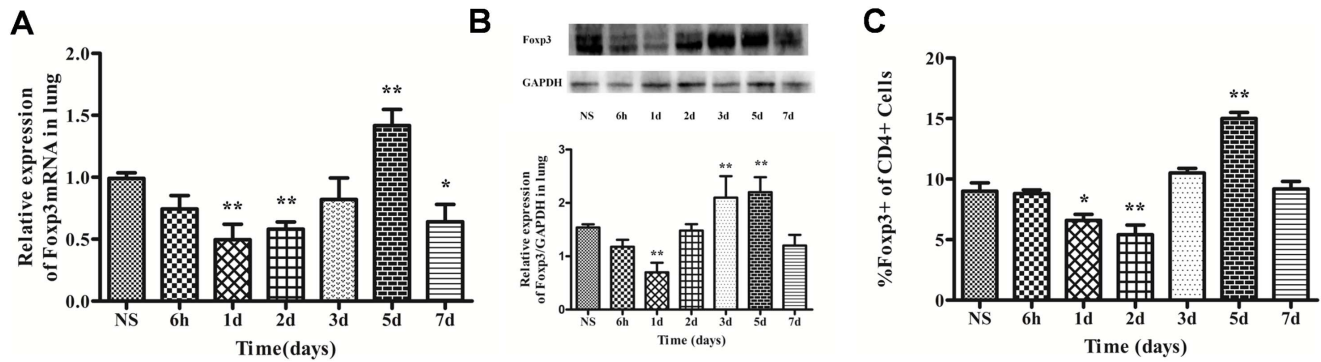 A
Relative expression
of Foxp3mRNA in lung
2.0
1.5
1.0
0.5
0.0
**
**
**
*
NS 6h 1d 2d 3d 5d 7d
Time(days)
B
Foxp3
GAPDH
NS 6h 1d 2d 3d 5d 7d
Relative expression
of Foxp3/GAPDH in lung
3
2
1
0
**
**
**
NS 6h 1d 2d 3d 5d 7d
Time(days)
C
%Foxp3+ of CD4+ Cells
20
15
10
5
0
*
**
**
NS 6h 1d 2d 3d 5d 7d
Time (days)